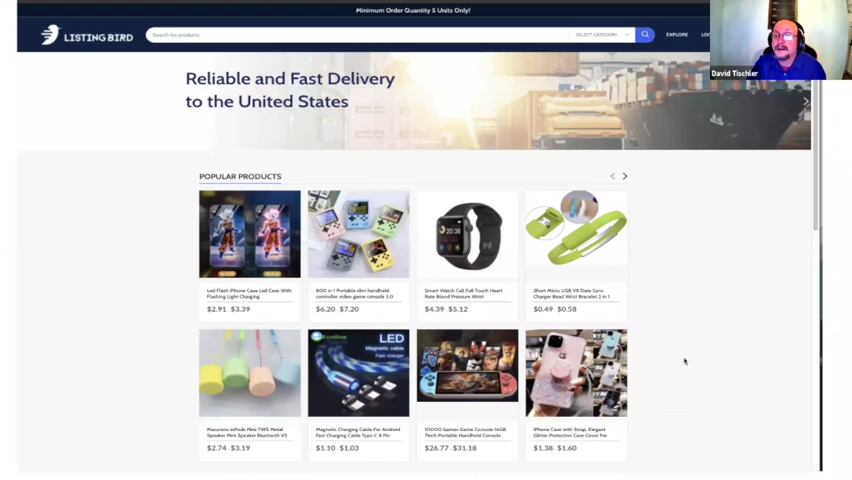 Minimum Order Quantity 5 Units Only!
LISTING BIRD
Search for products
SELECT CATEGORY
EXPLORE
David Tischler
Reliable and Fast Delivery
to the United States
POPULAR PRODUCTS
Led Flash iPhone Case Led Case With
Flashing Light Charging
$2.91 - $3.39
800 in 1 Portable slim handheld
controller video game console 3.0
$6.20 - $7.20
Smart Watch Call Full Touch Heart
Rate Blood Pressure Wrist
$4.39 - $5.12
Short Micro USB V8 Data Sync
Charger Bead Wrist Bracelet 2 in 1
$0.49 - $0.58
LED
Magnetic cable
Fast charger
Macarons inPods Mini TWS Metal
Speaker Mini Speaker Bluetooth V5
$2.74 - $3.19
Magnetic Charging Cable For Android
Fast Charging Cable Type C 8 Pin
$1.10 - $1.03
10000 Games Game Console
7inch Portable Handheld Console
$26.77 - $31.18
iPhone Case with Strap, Elegant
Glitter Protective Case Cover For
$1.38 - $1.60